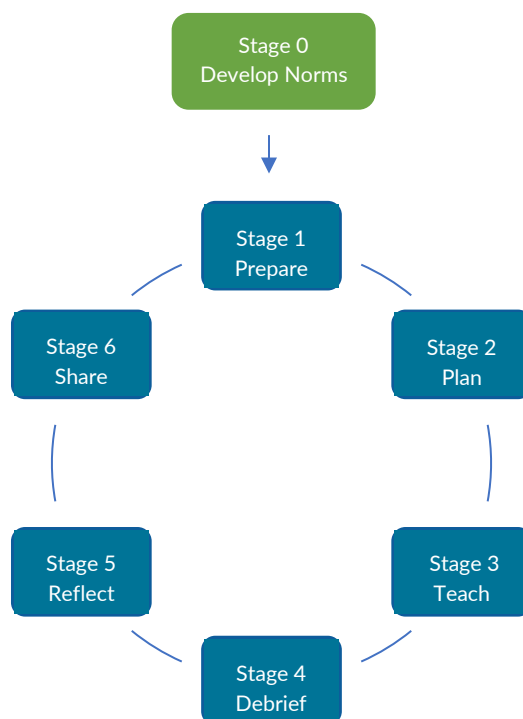 Stage 0
Develop Norms
Stage 1
Prepare
Stage 2
Plan
Stage 3
Teach
Stage 4
Debrief
Stage 5
Reflect
Stage 6
Share